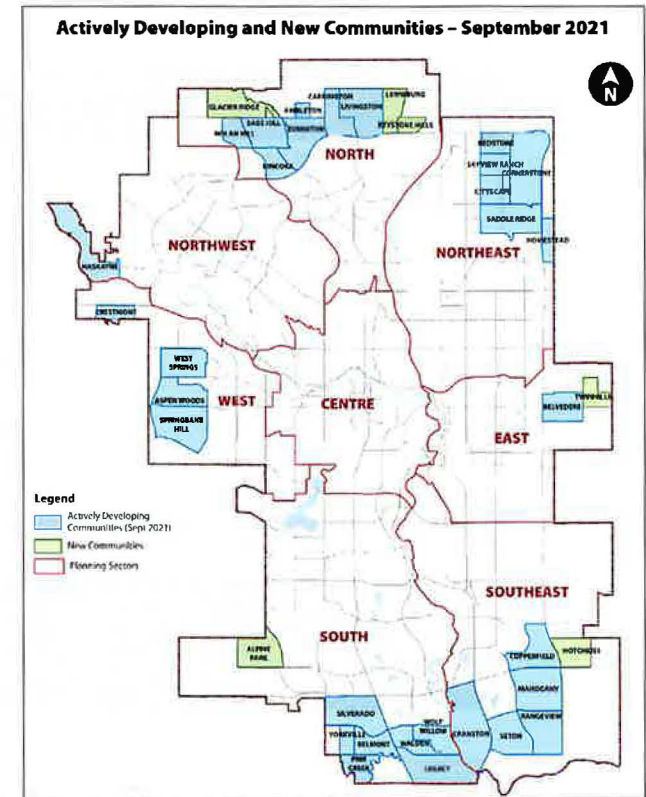 Actively Developing and New Communities – September 2021
N
GLACIER RIDGE
SAGE HILL
NOLAN HILL
KINCORA
AMBLETON
EVANSTON
CARRINGTON
LIVINGSTON
LEWISBURG
KEYSTONE HILLS
NORTH
REDSTONE
SKYVIEW RANCH
CORNERSTONE
CITYSCAPE
SADDLE RIDGE
HOMESTEAD
NORTHEAST
NORTHWEST
HASKAYNE
CRESTMONT
WEST
SPRINGS
ASPEN WOODS
SPRINGBANK
HILL
WEST
CENTRE
EAST
BELVEDERE
TWINHILLS
Legend
Actively Developing
Communities (Sept 2021)
New Communities
Planning Sectors
SOUTHEAST
SOUTH
ALPINE
PARK
COPPERFIELD
HOTCHKISS
MAHOGANY
RANGEVIEW
SETON
CRANSTON
SILVERADO
YORKVILLE
BELMONT
PINE
CREEK
WOLF
WILLOW
WALDEN
LEGACY